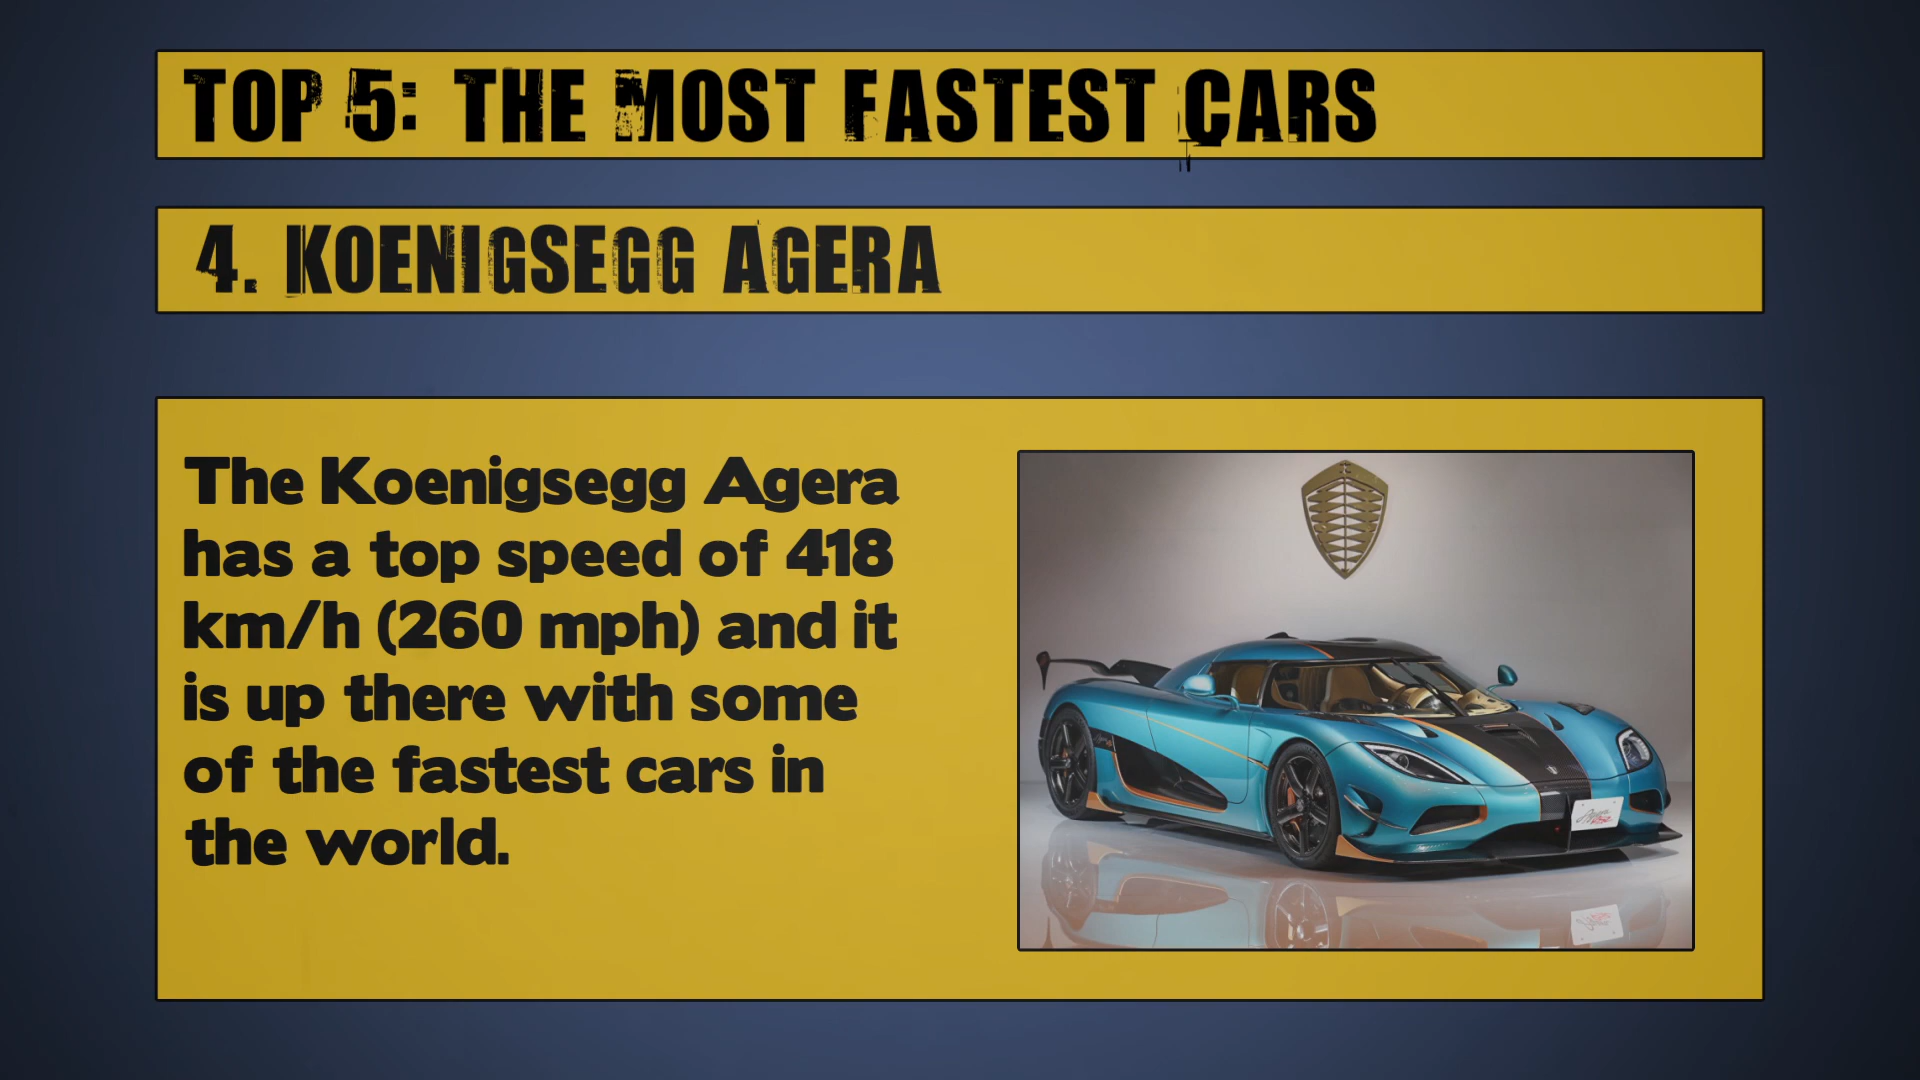 TOP 5: THE MOST FASTEST CARS
4. KOENIGSEGG AGERA
The Koenigsegg Agera
has a top speed of 418
km/h (260 mph) and it
is up there with some
of the fastest cars in
the world.